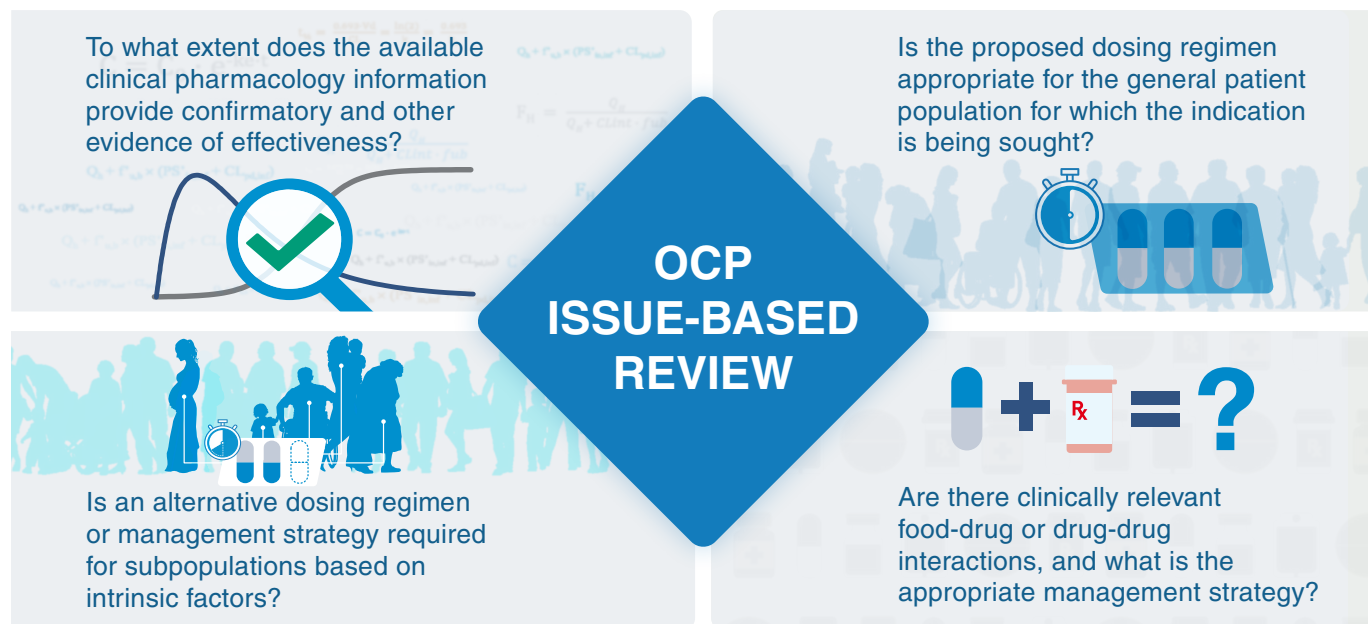 To what extent does the available
clinical pharmacology information
provide confirmatory and other
evidence of effectiveness?
Is the proposed dosing regimen
appropriate for the general patient
population for which the indication
is being sought?
OCP
ISSUE-BASED
REVIEW
Rx
Is an alternative dosing regimen
or management strategy required
for subpopulations based on
intrinsic factors?
Are there clinically relevant
food-drug or drug-drug
interactions, and what is the
appropriate management strategy?